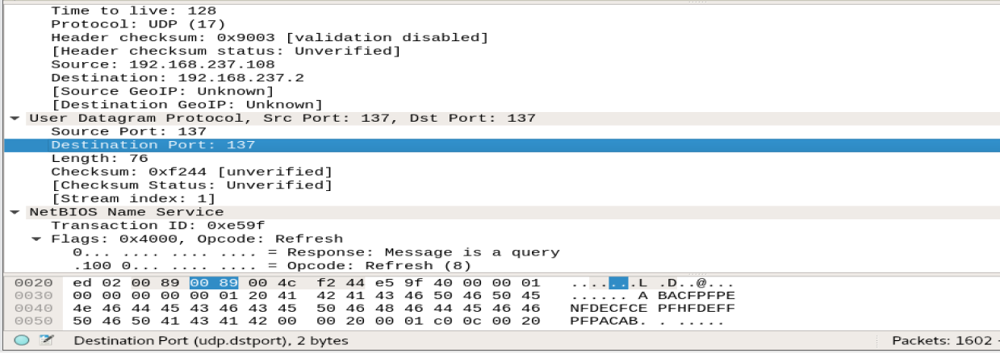 Time to live: 128
Protocol: UDP (17)
Header checksum: 0x9003 [validation disabled]
[Header checksum status: Unverified]
Source: 192.168.237.108
Destination: 192.168.237.2
[Source GeoIP: Unknown]
[Destination GeoIP: Unknown]
User Datagram Protocol, Src Port: 137, Dst Port: 137
Source Port: 137
Destination Port: 137
Length: 76
Checksum: 0xf244 [unverified]
[Checksum Status: Unverified]
[Stream index: 1]
NetBIOS Name Service
Transaction ID: 0xe59f
Flags: 0x4000, Opcode: Refresh
0... .... .... .... = Response: Message is a query
.100 0... .... .... = Opcode: Refresh (8)
0020 ed 02 00 89 00 89 00 4c f2 44 e5 9f 40 00 00 01 .......L .D..@...
0030 00 00 00 00 00 01 20 41 42 41 43 46 50 46 50 45 ...... A BACFPFPE
0040 4e 46 44 45 43 46 43 45 50 46 48 46 44 45 46 46 NFDECFCE PFHFDEFF
0050 50 46 50 41 43 41 42 00 00 20 00 01 c0 0c 00 20 PFPACAB. . .....
Destination Port (udp.dstport), 2 bytes Packets: 1602